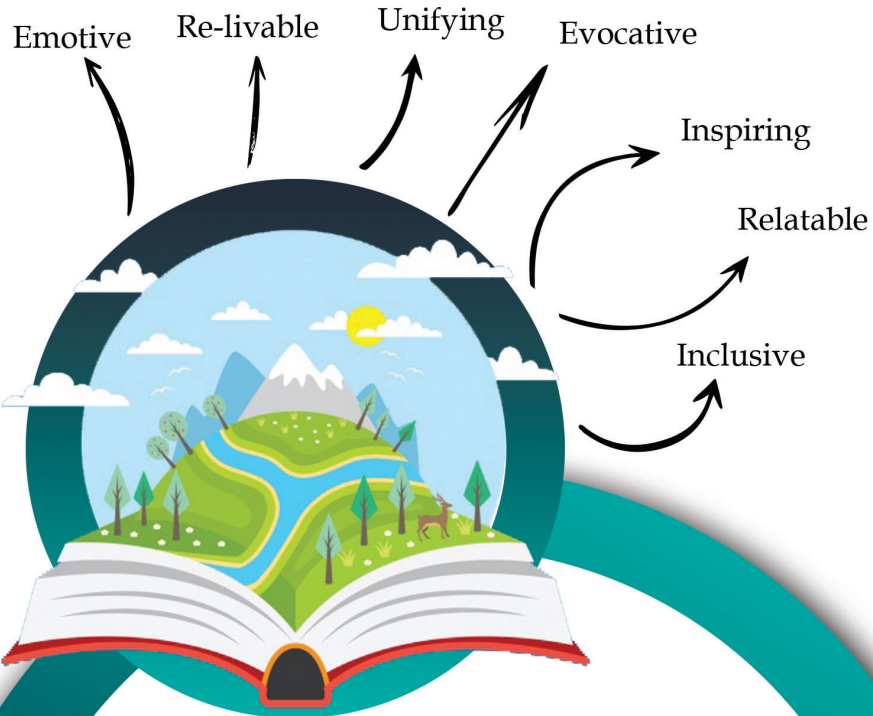 Emotive
Re-livable
Unifying
Evocative
Inspiring
Relatable
Inclusive